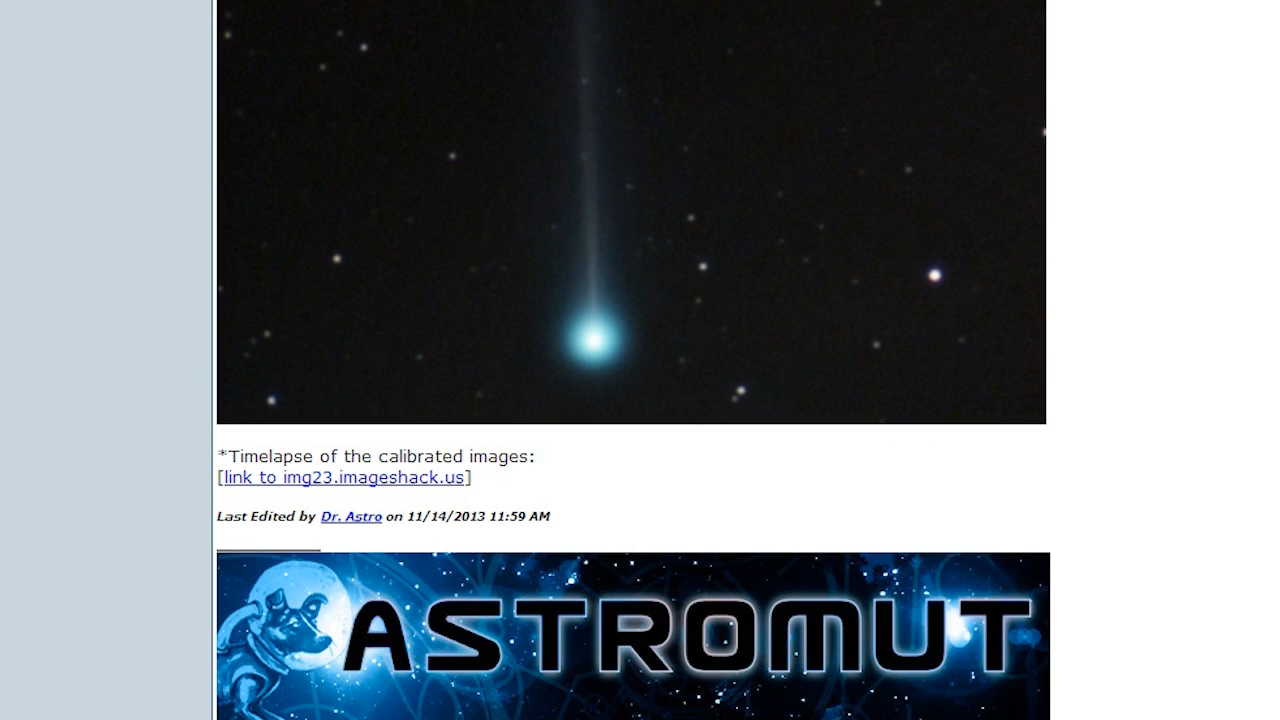 *Timelapse of the calibrated images:
[link to img23.imageshack.us]
Last Edited by Dr. Astro on 11/14/2013 11:59 AM
ASTROMUT